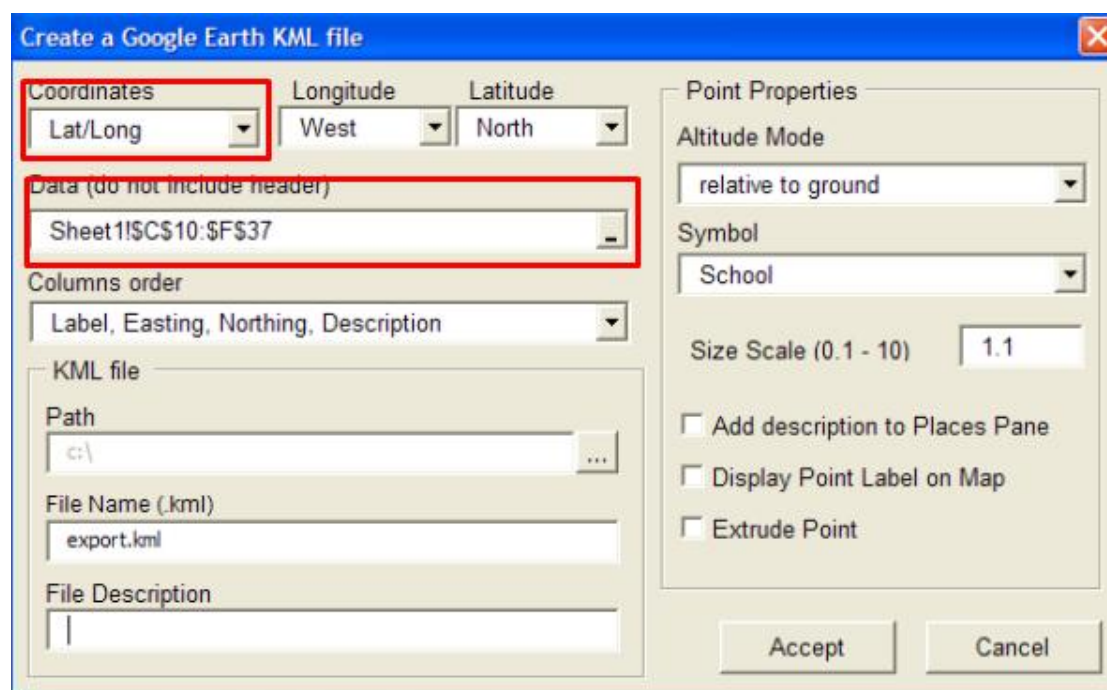 Create a Google Earth KML file
Coordinates
Longitude
Latitude
Lat/Long
West
North
Data (do not include header)
Sheet1!$C$10:$F$37
Columns order
Label, Easting, Northing, Description
KML file
Path
c:\
...
File Name (.kml)
export.kml
File Description
Point Properties
Altitude Mode
relative to ground
Symbol
School
Size Scale (0.1 - 10)
1.1
Add description to Places Pane
Display Point Label on Map
Extrude Point
Accept
Cancel